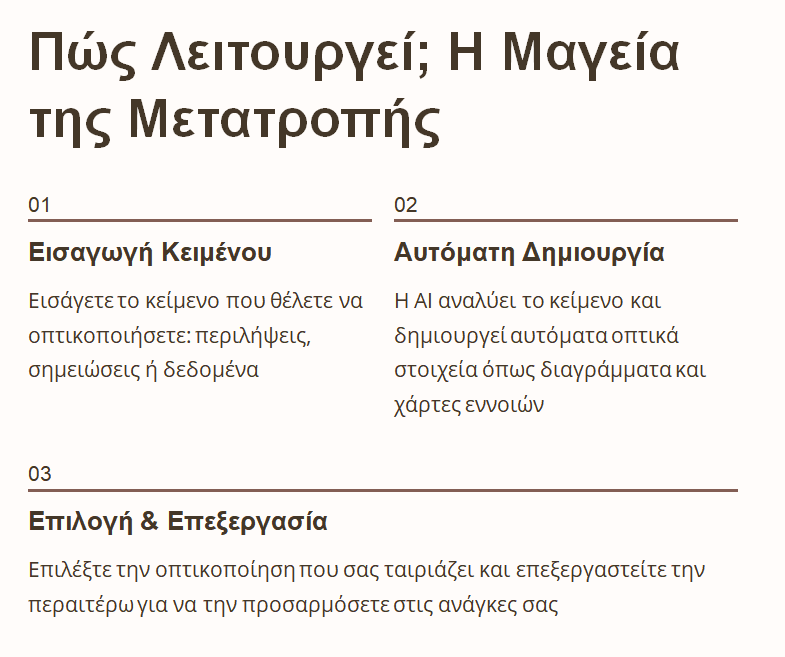 Πώς Λειτουργεί; Η Μαγεία
της Μετατροπής
01
Εισαγωγή Κειμένου
Εισάγετε το κείμενο που θέλετε να
οπτικοποιήσετε: περιλήψεις,
σημειώσεις ή δεδομένα
02
Αυτόματη Δημιουργία
Η AI αναλύει το κείμενο και
δημιουργεί αυτόματα οπτικά
στοιχεία όπως διαγράμματα και
χάρτες εννοιών
03
Επιλογή & Επεξεργασία
Επιλέξτε την οπτικοποίηση που σας ταιριάζει και επεξεργαστείτε την
περαιτέρω για να την προσαρμόσετε στις ανάγκες σας